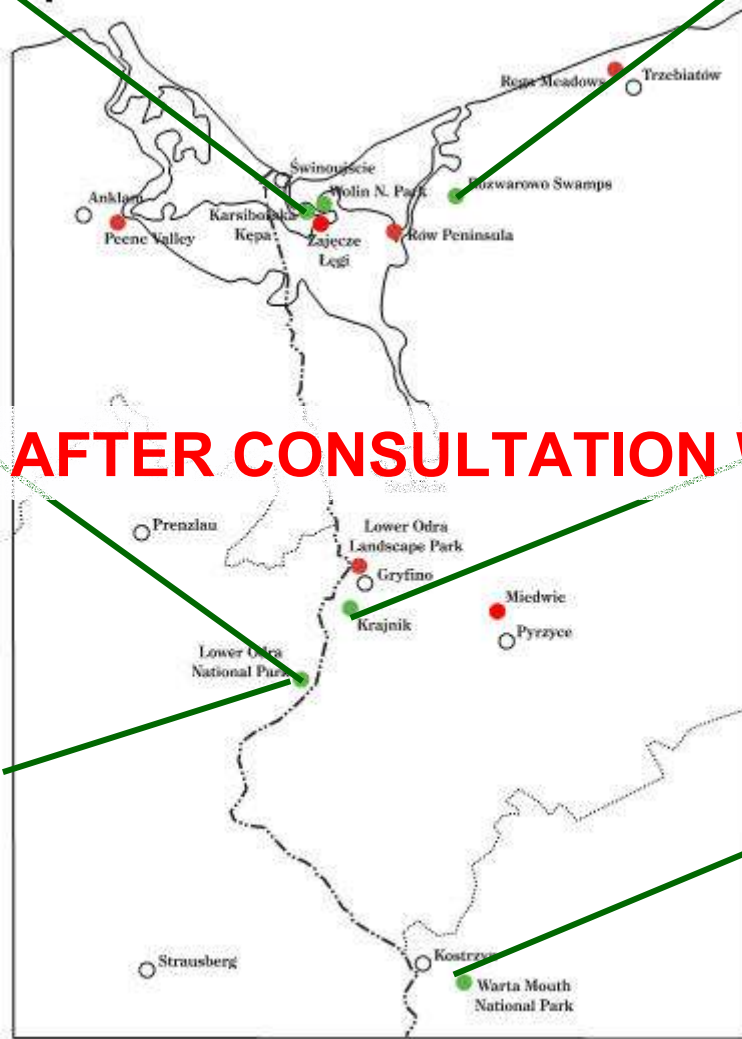 Rega Meadows
Trzebiatów
Świnoujście
Wolin N. Park
Rozwarowo Swamps
Anklam
Karsiborska
Kępa
Peene Valley
Zajęcze
Łęgi
Rów Peninsula
AFTER CONSULTATION
Prenzlau
Lower Odra
Landscape Park
Gryfino
Miedwie
Krajnik
Pyrzyce
Lower Odra
National Park
Strausberg
Kostrzyn
Warta Mouth
National Park